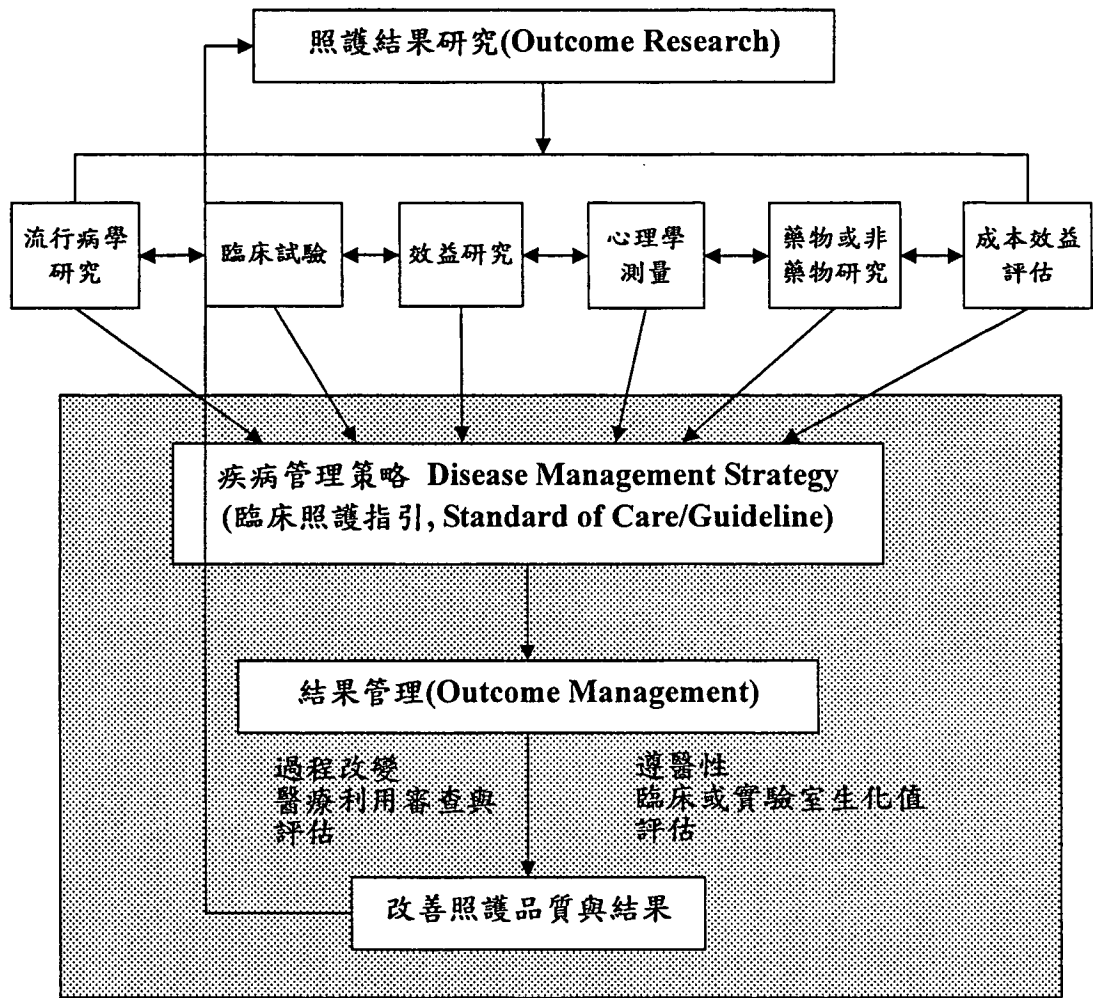 照護結果研究(Outcome Research)
流行病學
研究
臨床試驗
效益研究
心理學
測量
藥物或非
藥物研究
成本效益
評估
疾病管理策略 Disease Management Strategy
(臨床照護指引, Standard of Care/Guideline)
結果管理(Outcome Management)
過程改變
醫療利用審查與
評估
遵醫性
臨床或實驗室生化值
評估
改善照護品質與結果